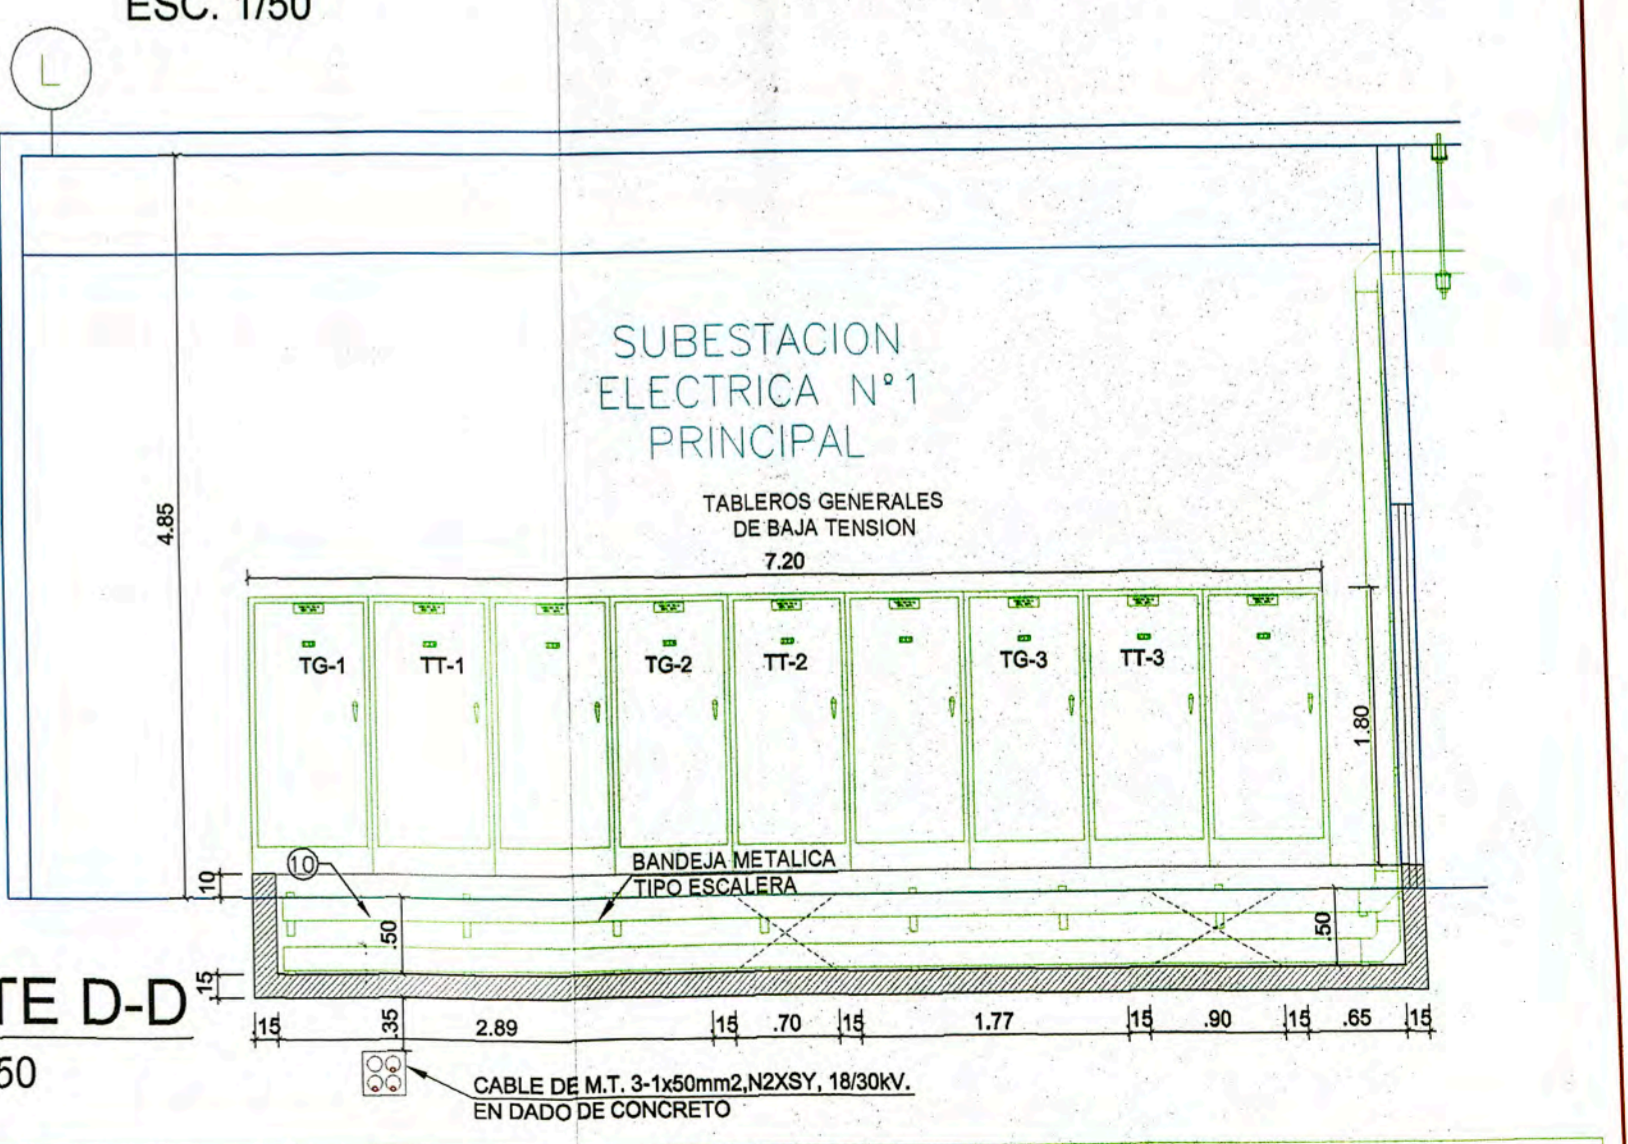 ESC. 1/50
L
SUBESTACION
ELECTRICA Nº 1
PRINCIPAL
TABLEROS GENERALES
DE BAJA TENSION
7.20
4.85
TG-1
TT-1
TG-2
TT-2
TG-3
TT-3
1.80
10
10
BANDEJA METALICA
TIPO ESCALERA
.50
.50
TE D-D
.15
.15
.35
2.89
.15
.70
.15
1.77
.15
.90
.15
.65
.15
CABLE DE M.T. 3-1x50mm2,N2XSY, 18/30kV.
EN DADO DE CONCRETO